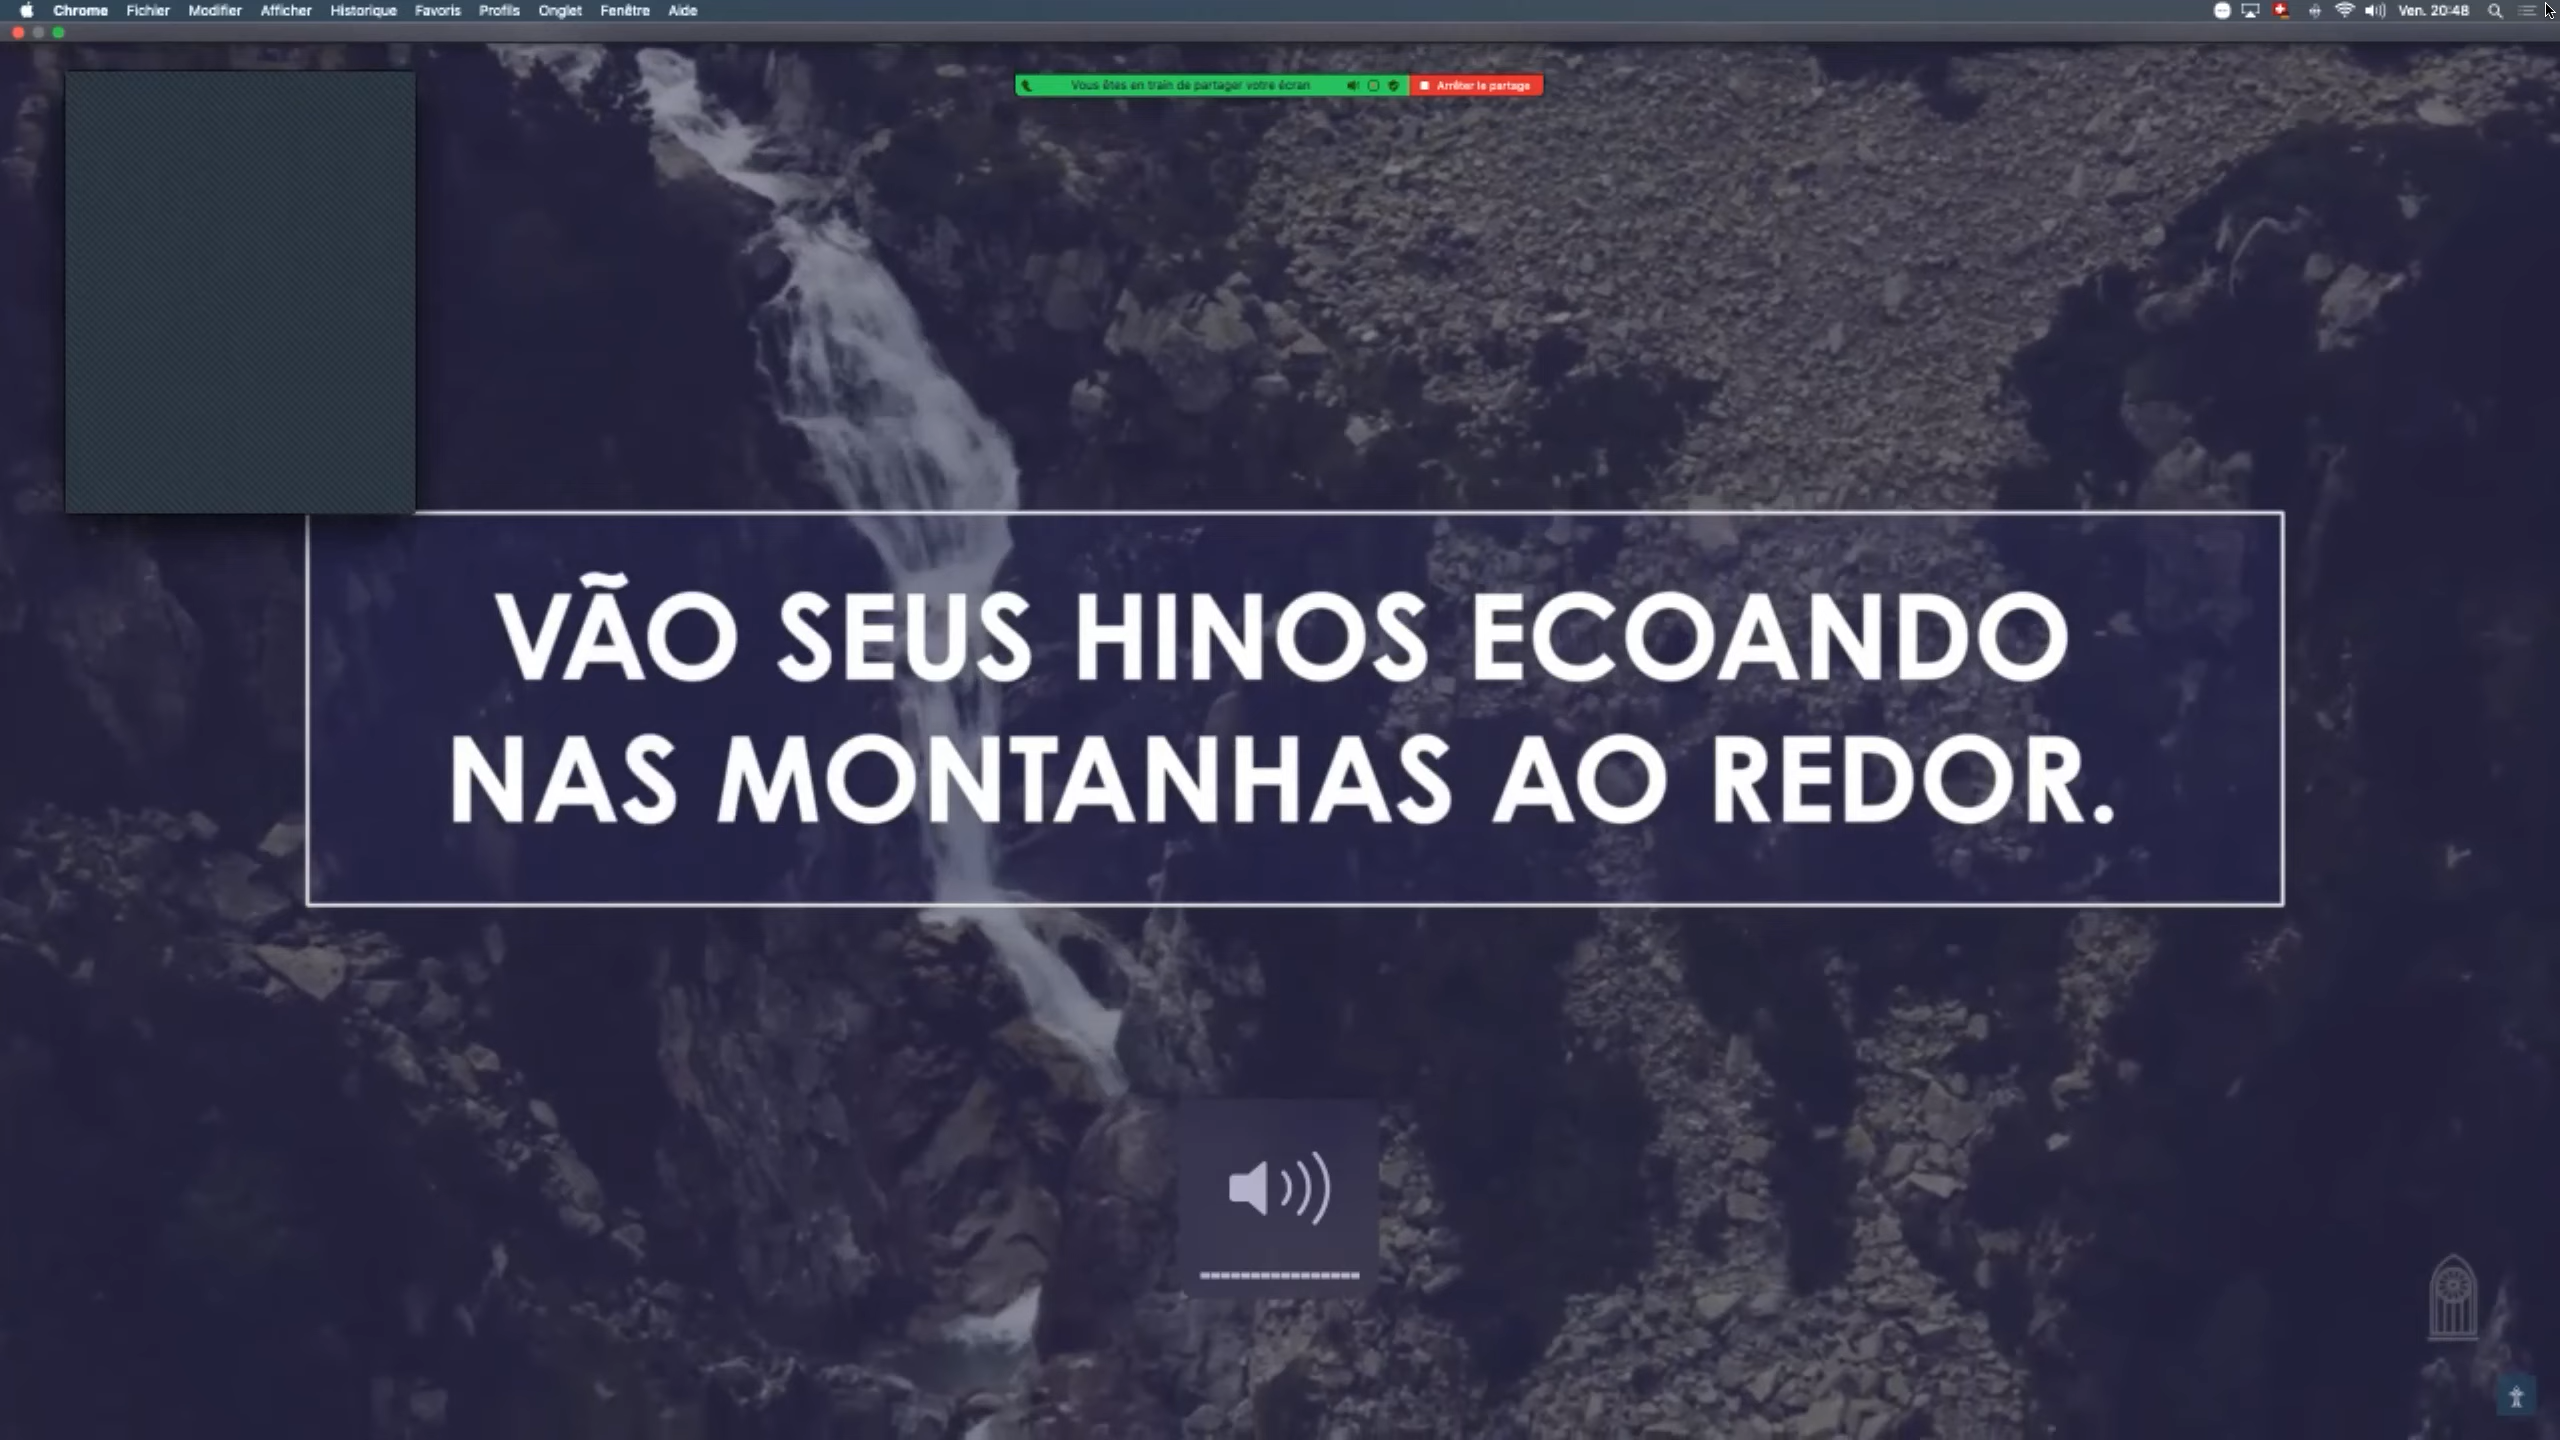 Chrome Fichier Modifier Afficher Historique Favoris Profils Onglet Fenêtre Aide Ven. 20:48
Vous êtes en train de partager votre écran Arrêter le partage
VÃO SEUS HINOS ECOANDO
NAS MONTANHAS AO REDOR.